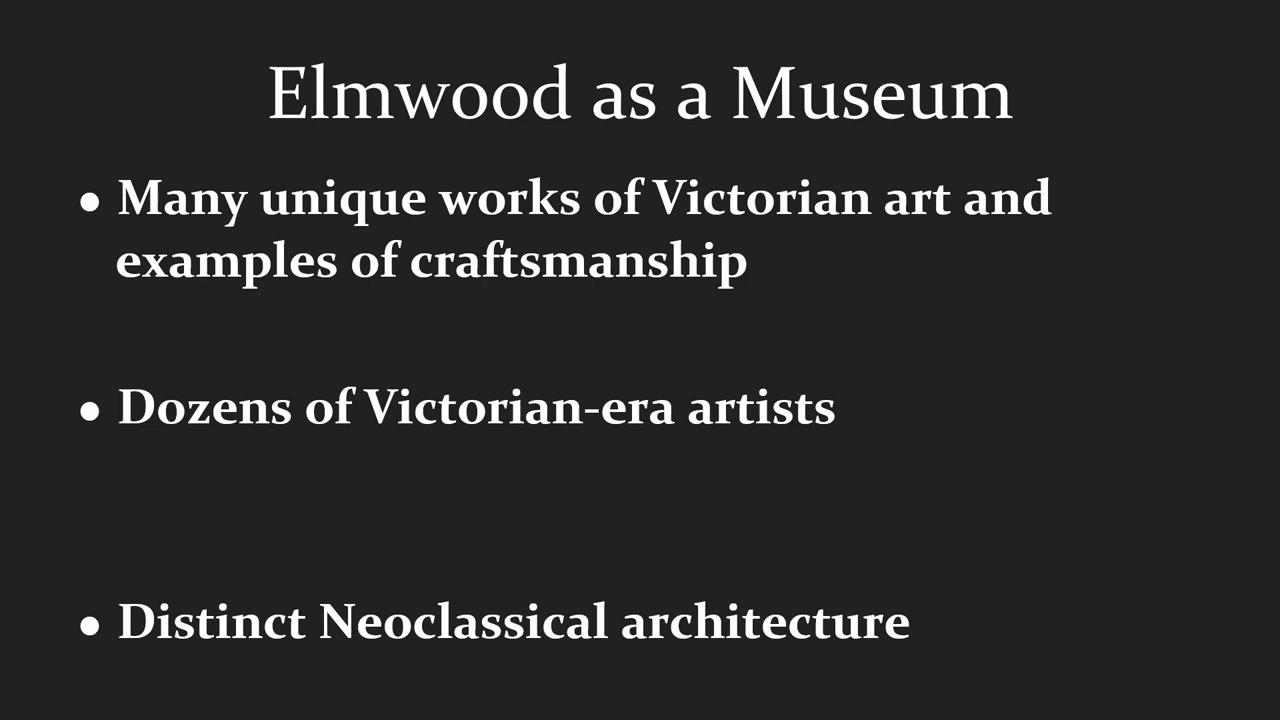 Elmwood as a Museum
• Many unique works of Victorian art and
examples of craftsmanship
• Dozens of Victorian-era artists
• Distinct Neoclassical architecture